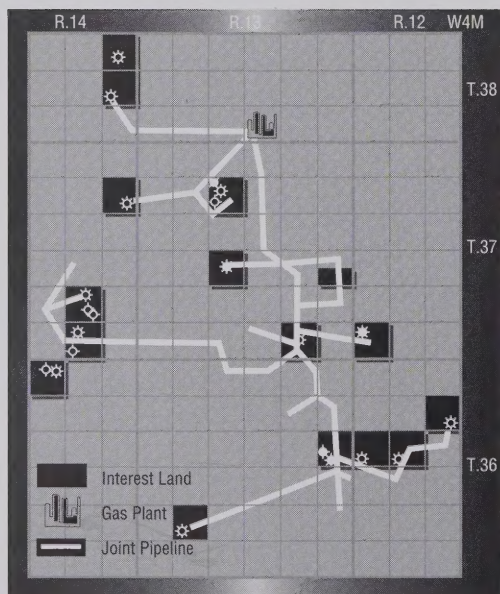 R.14 R.13 R.12 W4M
T.38
T.37
T.36
Interest Land
Gas Plant
Joint Pipeline